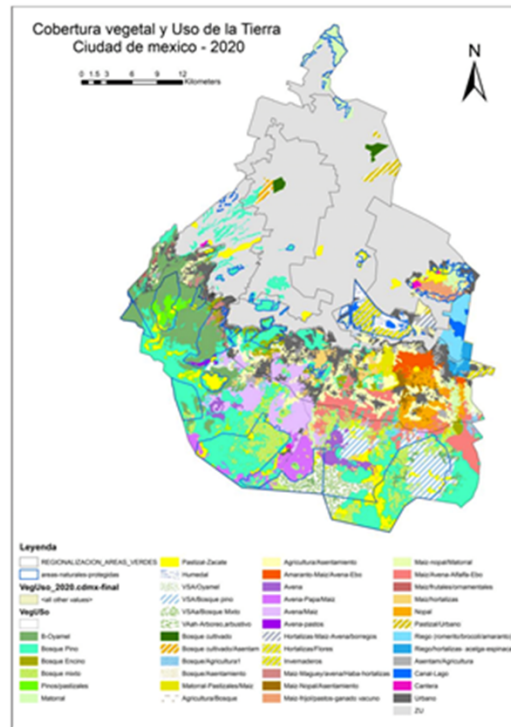 Cobertura vegetal y Uso de la Tierra
Ciudad de mexico - 2020
N
0 1.5 3 6 9 12
Kilometers
Leyenda
REGIONALIZACION_AREAS_VERDES
areas-naturales-protegidas
VegUso_2020.cdmx-final
<all other values>
VegUSo
B-Oyamel
Bosque Pino
Bosque Encino
Bosque mixto
Pinos/pastizales
Matorral
Pastizal-Zacate
Humedal
VSA/Oyamel
VSA/Bosque pino
VSAa/Bosque Mixto
VAah-Arboreo,arbustivo
Bosque cultivado
Bosque cultivado/Asentam
Bosque/Agricultura1
Bosque/Asentamiento
Matorral-Pastizales/Maiz
Agricultura/Bosque
Agricultura/Asentamiento
Amaranto-Maiz/Avena-Ebo
Avena
Avena-Papa/Maiz
Avena/Maiz
Avena-pastos
Hortalizas-Maiz-Avena/borregos
Hortalizas/Flores
Invernaderos
Maiz-Maguey/avena/Haba-hortalizas
Maiz-Nopal/Asentamiento
Maiz-frijol/pastos-ganado vacuno
Maiz-nopal/Matorral
Maiz/Avena-Alfalfa-Ebo
Maiz/frutales/ornamentales
Maiz/hortalizas
Nopal
Pastizal/Urbano
Riego (romerito/brocoli/amaranto)
Riego/hortalizas- acelga-espinaca
Asentam/Agricultura
Canal-Lago
Cantera
Urbano
ZU